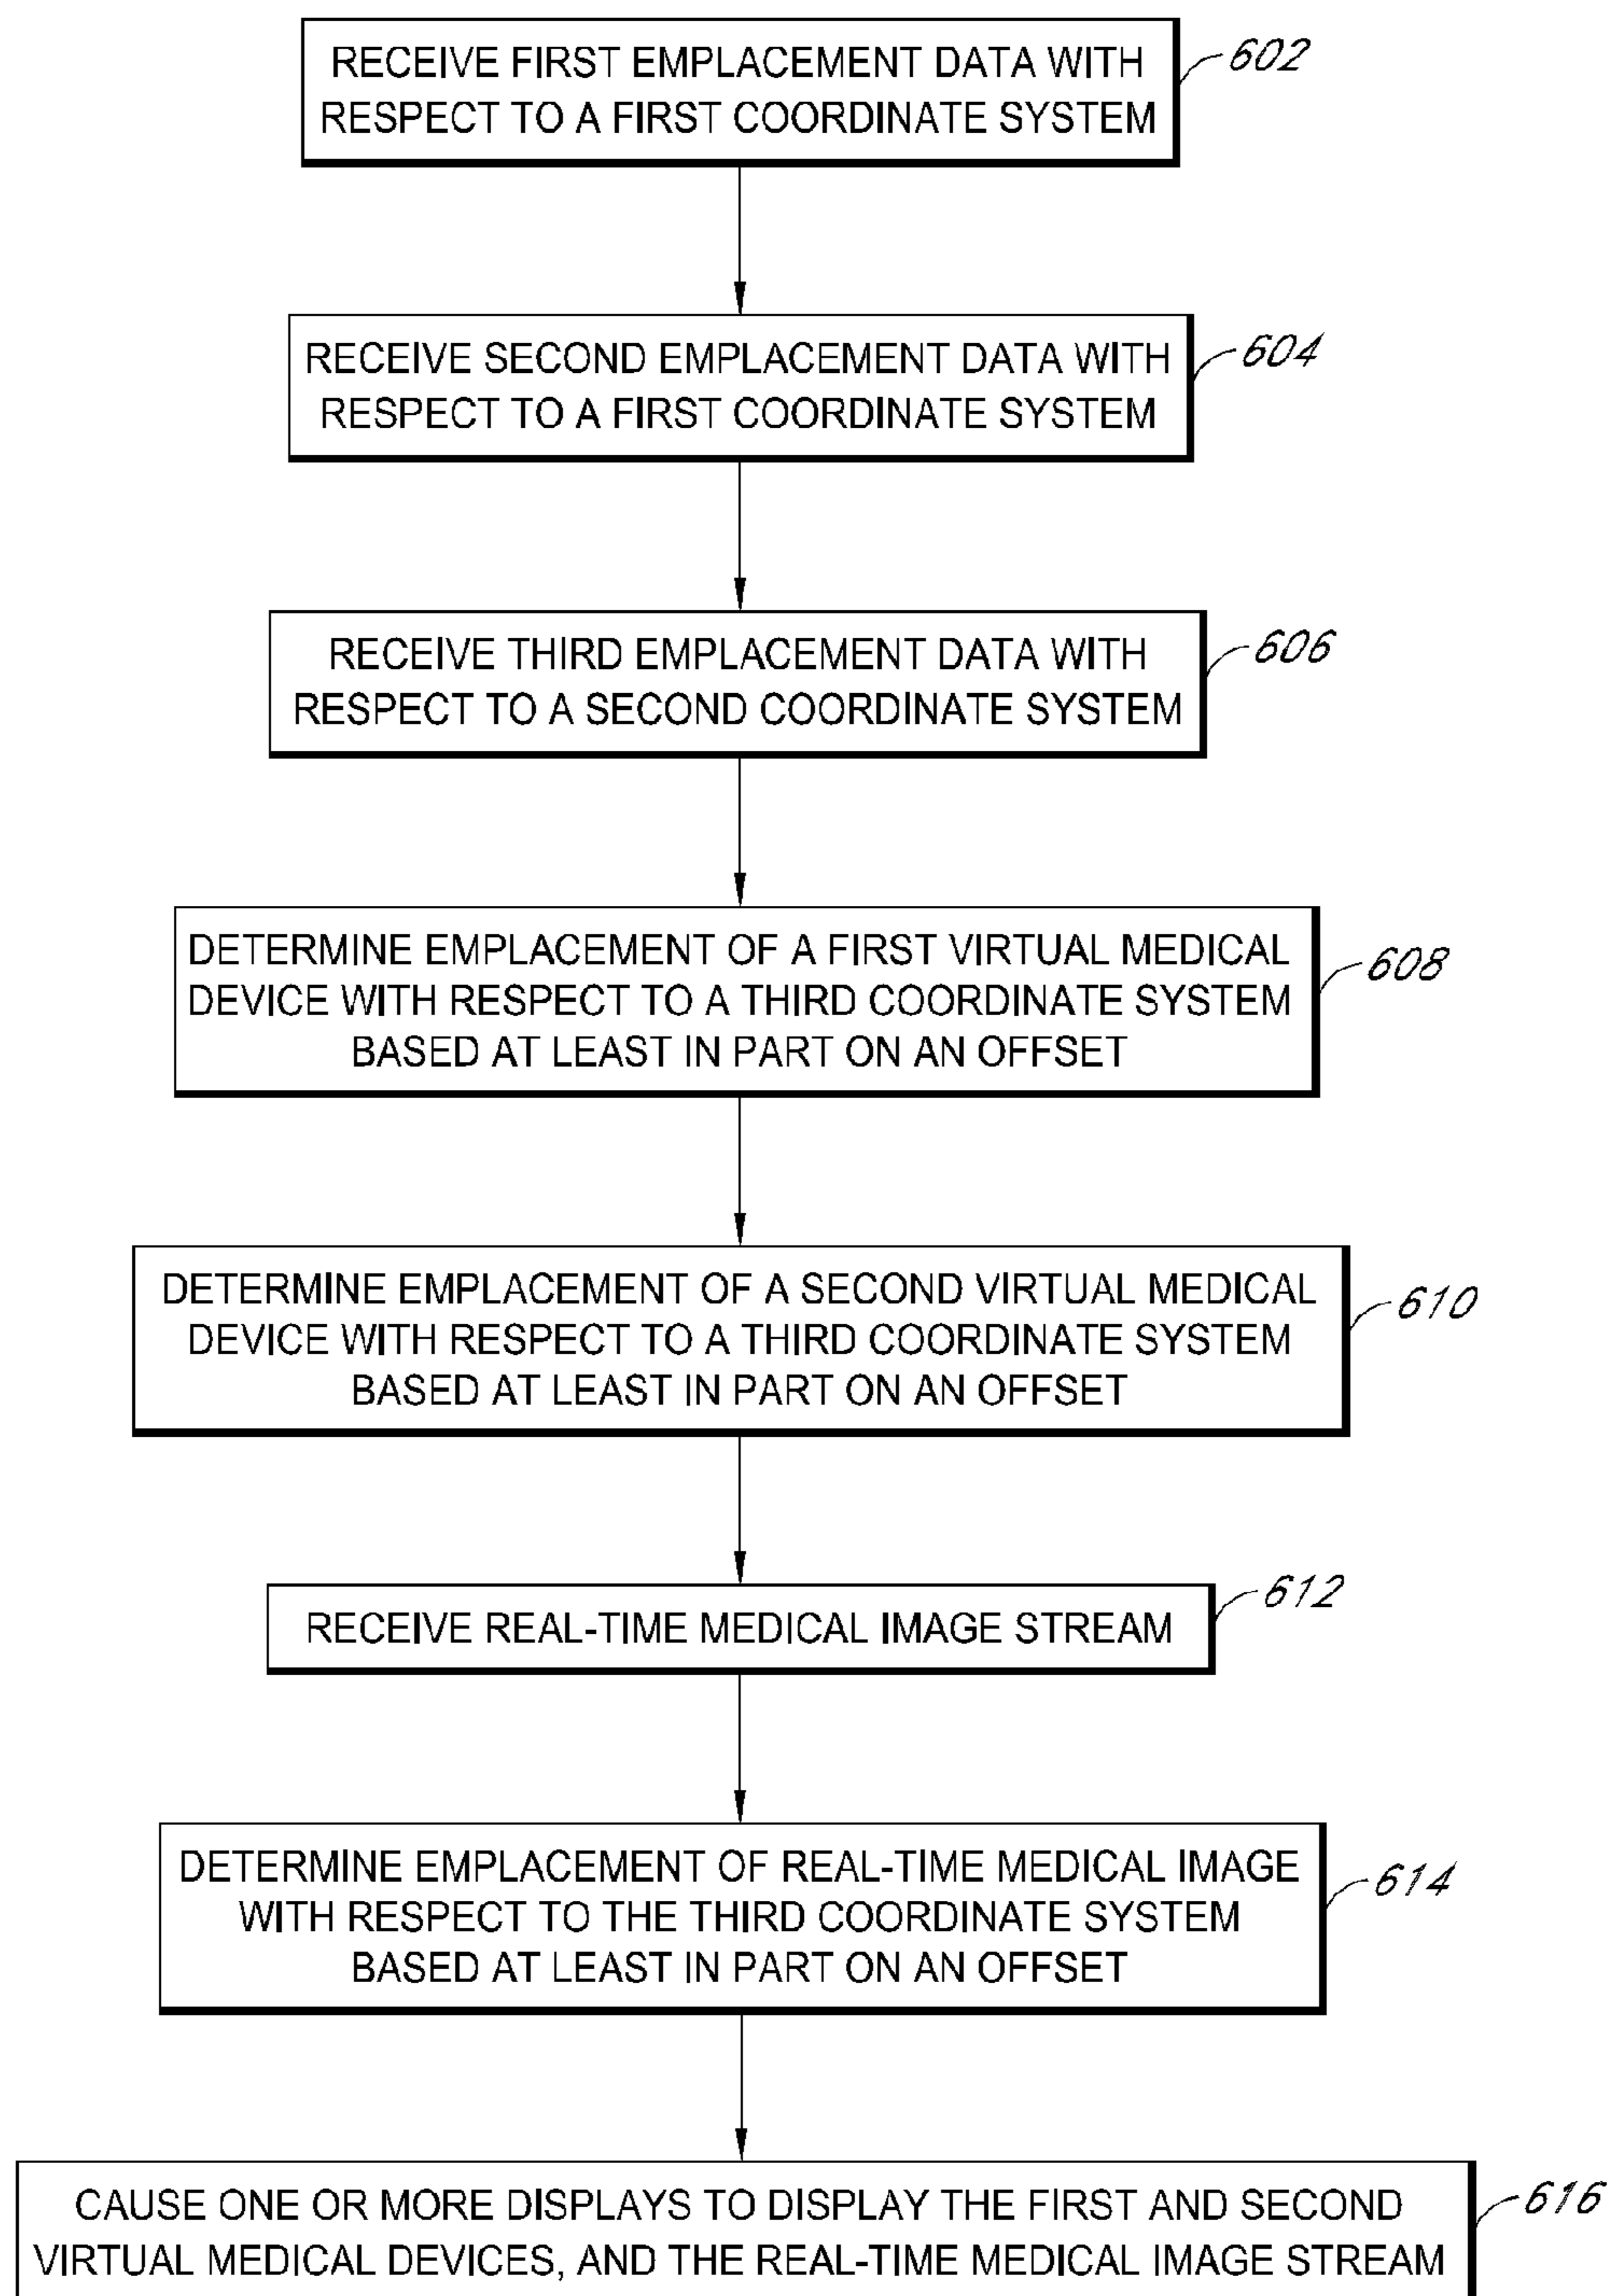 RECEIVE FIRST EMPLACEMENT DATA WITH
RESPECT TO A FIRST COORDINATE SYSTEM
602
RECEIVE SECOND EMPLACEMENT DATA WITH
RESPECT TO A FIRST COORDINATE SYSTEM
604
RECEIVE THIRD EMPLACEMENT DATA WITH
RESPECT TO A SECOND COORDINATE SYSTEM
606
DETERMINE EMPLACEMENT OF A FIRST VIRTUAL MEDICAL
DEVICE WITH RESPECT TO A THIRD COORDINATE SYSTEM
BASED AT LEAST IN PART ON AN OFFSET
608
DETERMINE EMPLACEMENT OF A SECOND VIRTUAL MEDICAL
DEVICE WITH RESPECT TO A THIRD COORDINATE SYSTEM
BASED AT LEAST IN PART ON AN OFFSET
610
RECEIVE REAL-TIME MEDICAL IMAGE STREAM
612
DETERMINE EMPLACEMENT OF REAL-TIME MEDICAL IMAGE
WITH RESPECT TO THE THIRD COORDINATE SYSTEM
BASED AT LEAST IN PART ON AN OFFSET
614
CAUSE ONE OR MORE DISPLAYS TO DISPLAY THE FIRST AND SECOND
VIRTUAL MEDICAL DEVICES, AND THE REAL-TIME MEDICAL IMAGE STREAM
616